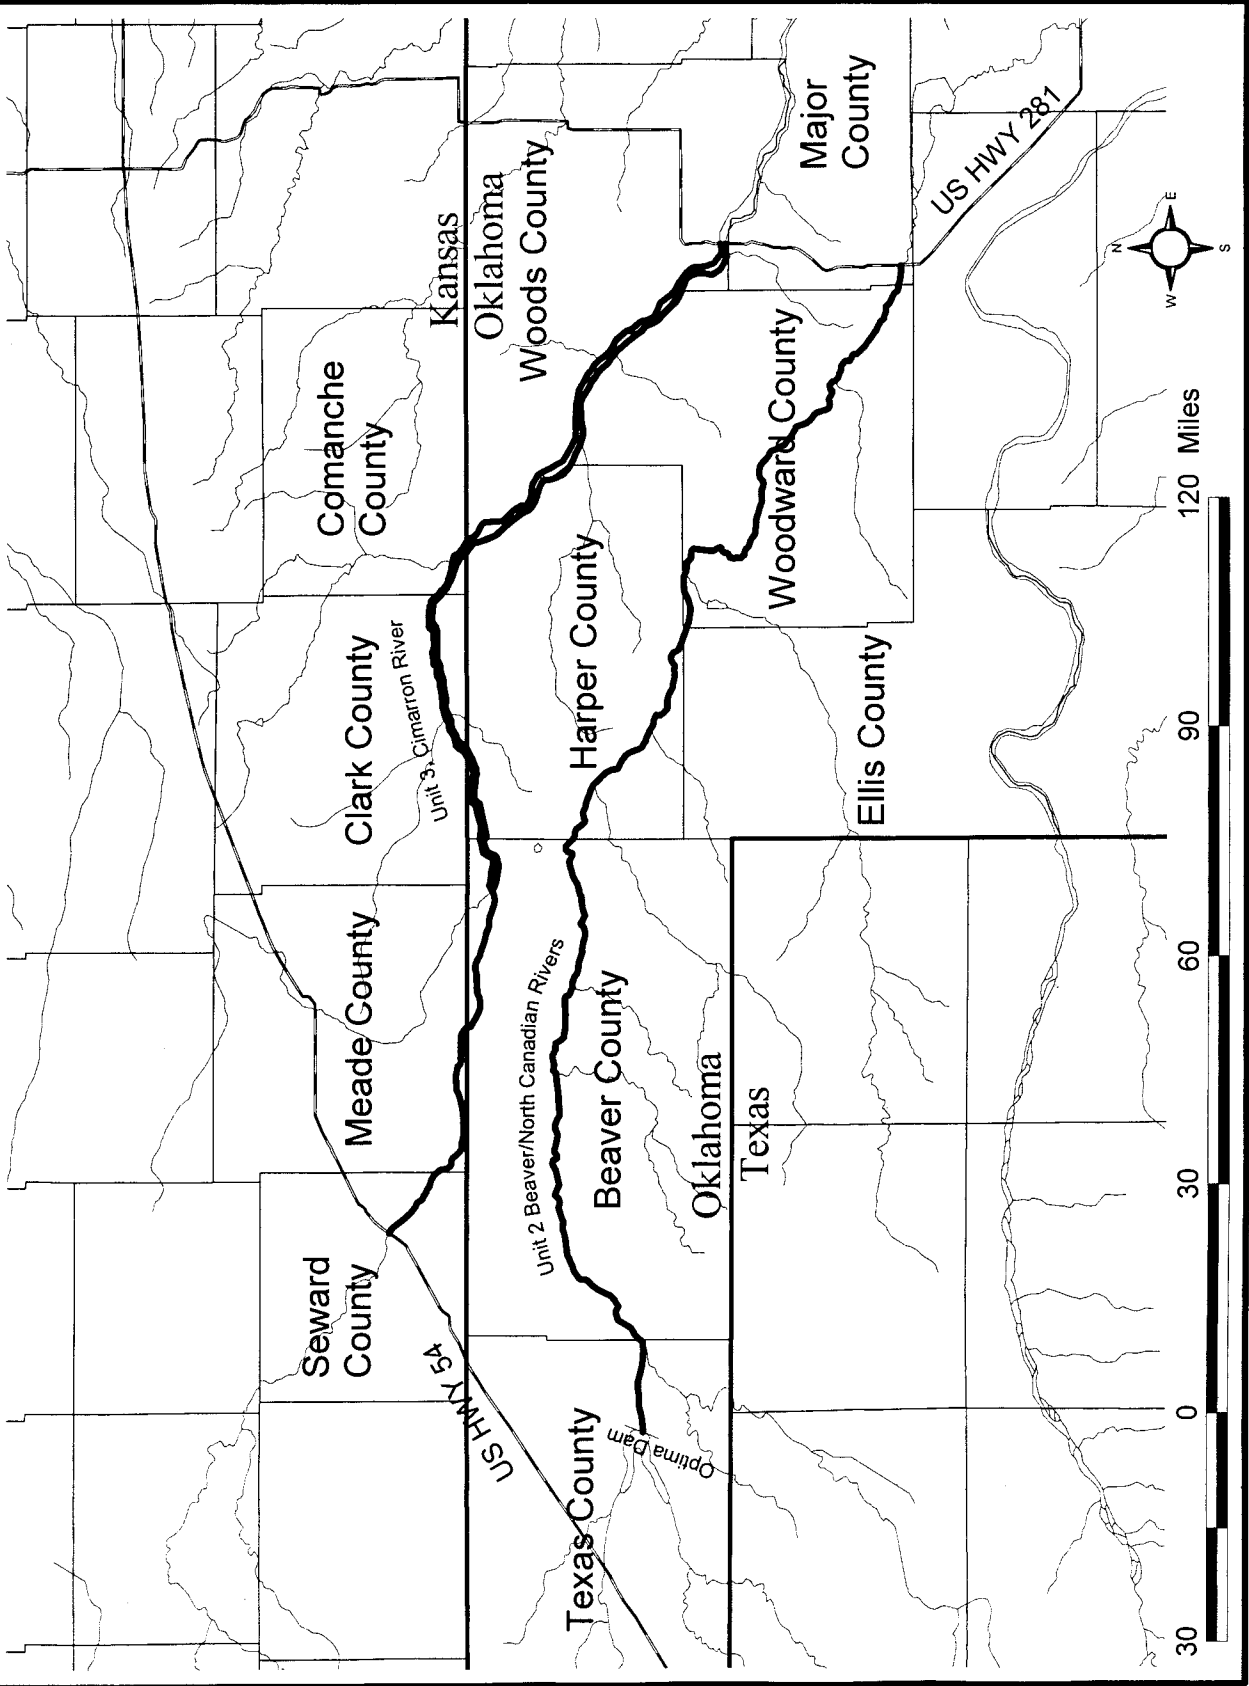 Kansas
Oklahoma
Comanche
County
Clark County
Meade County
Seward
County
Unit 3, Cimarron River
US HWY 54
Woods County
Major
County
US HWY 281
Harper County
Woodward County
Ellis County
Unit 2 Beaver/North Canadian Rivers
Beaver County
Texas County
Optima Dam
Oklahoma
Texas
N
E
S
W
30 0 30 60 90 120 Miles